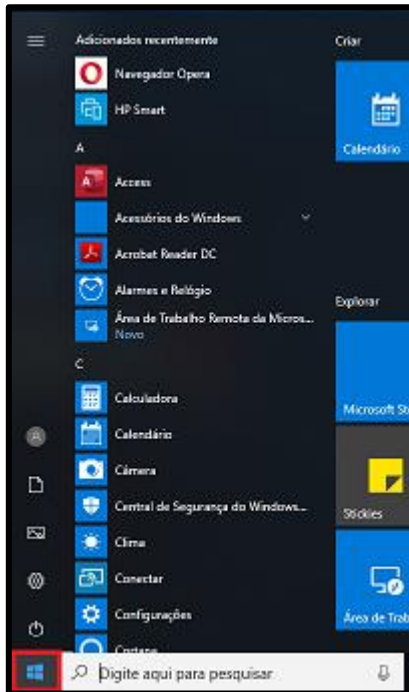 Adicionados recentemente
Navegador Opera
HP Smart
A
Access
Acessórios do Windows
Acrobat Reader DC
Alarmes e Relógio
Área de Trabalho Remota da Micros...
Novo
C
Calculadora
Calendário
Câmera
Central de Segurança do Windows...
Clima
Conectar
Configurações
Cortana
Digite aqui para pesquisar
Criar
Calendário
Explorar
Microsoft St
Stickies
Área de Trab